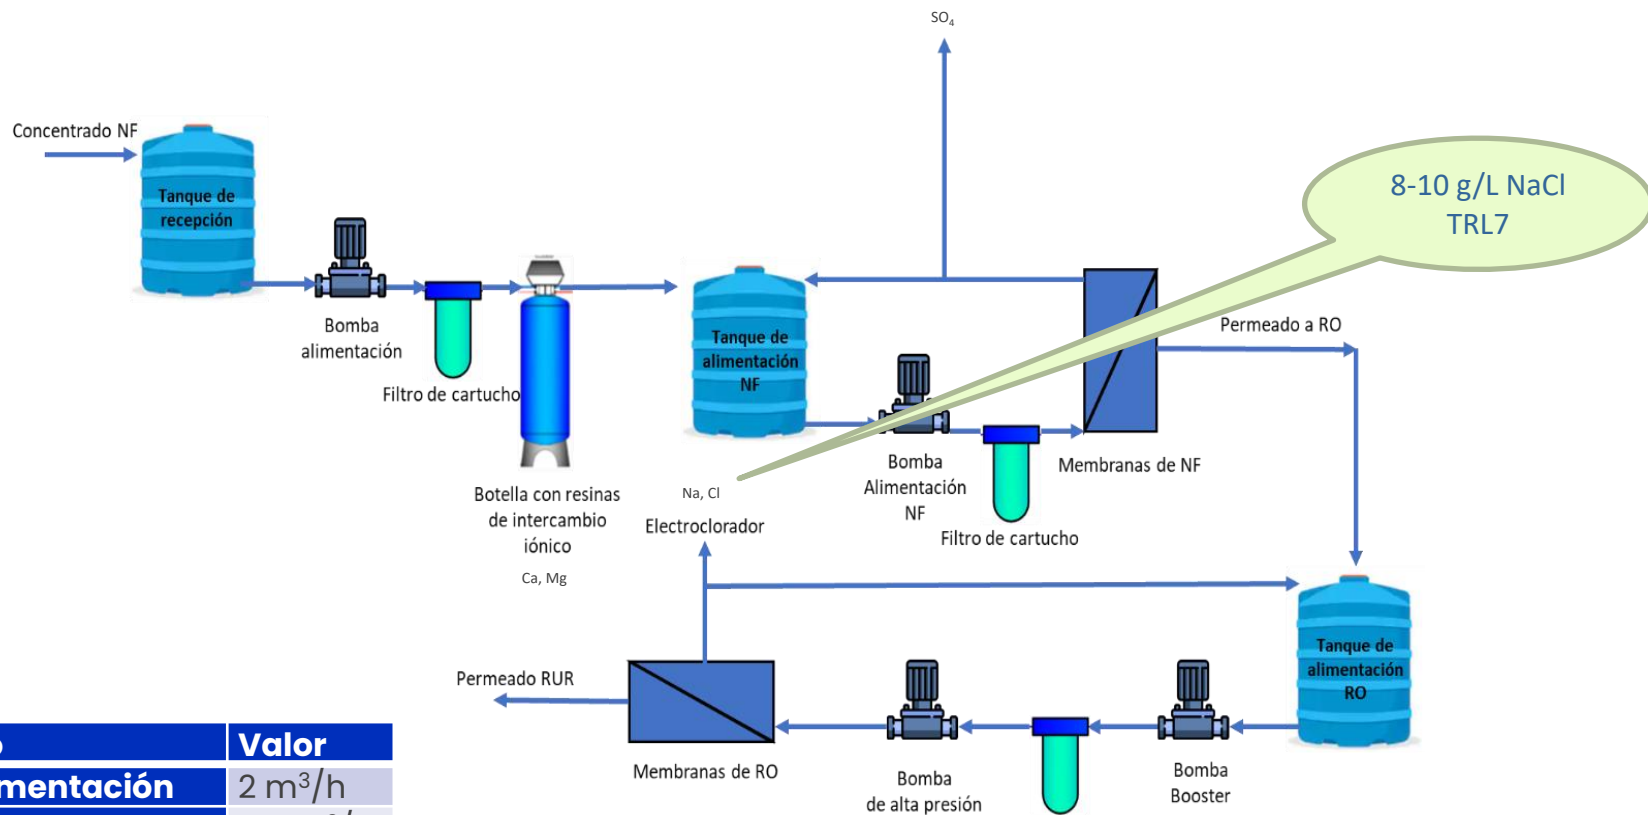 SO₄
Concentrado NF
Tanque de
recepción
8-10 g/L NaCl
TRL7
Bomba
alimentación
Filtro de cartucho
Botella con resinas
de intercambio
iónico
Ca, Mg
Tanque de
alimentación
NF
Permeado a RO
Bomba
Alimentación
NF
Membranas de NF
Filtro de cartucho
Na, Cl
Electroclorador
Tanque de
alimentación
RO
Permeado RUR
Membranas de RO
Bomba
de alta presión
Bomba
Booster
Valor
mentación 2 m³/h